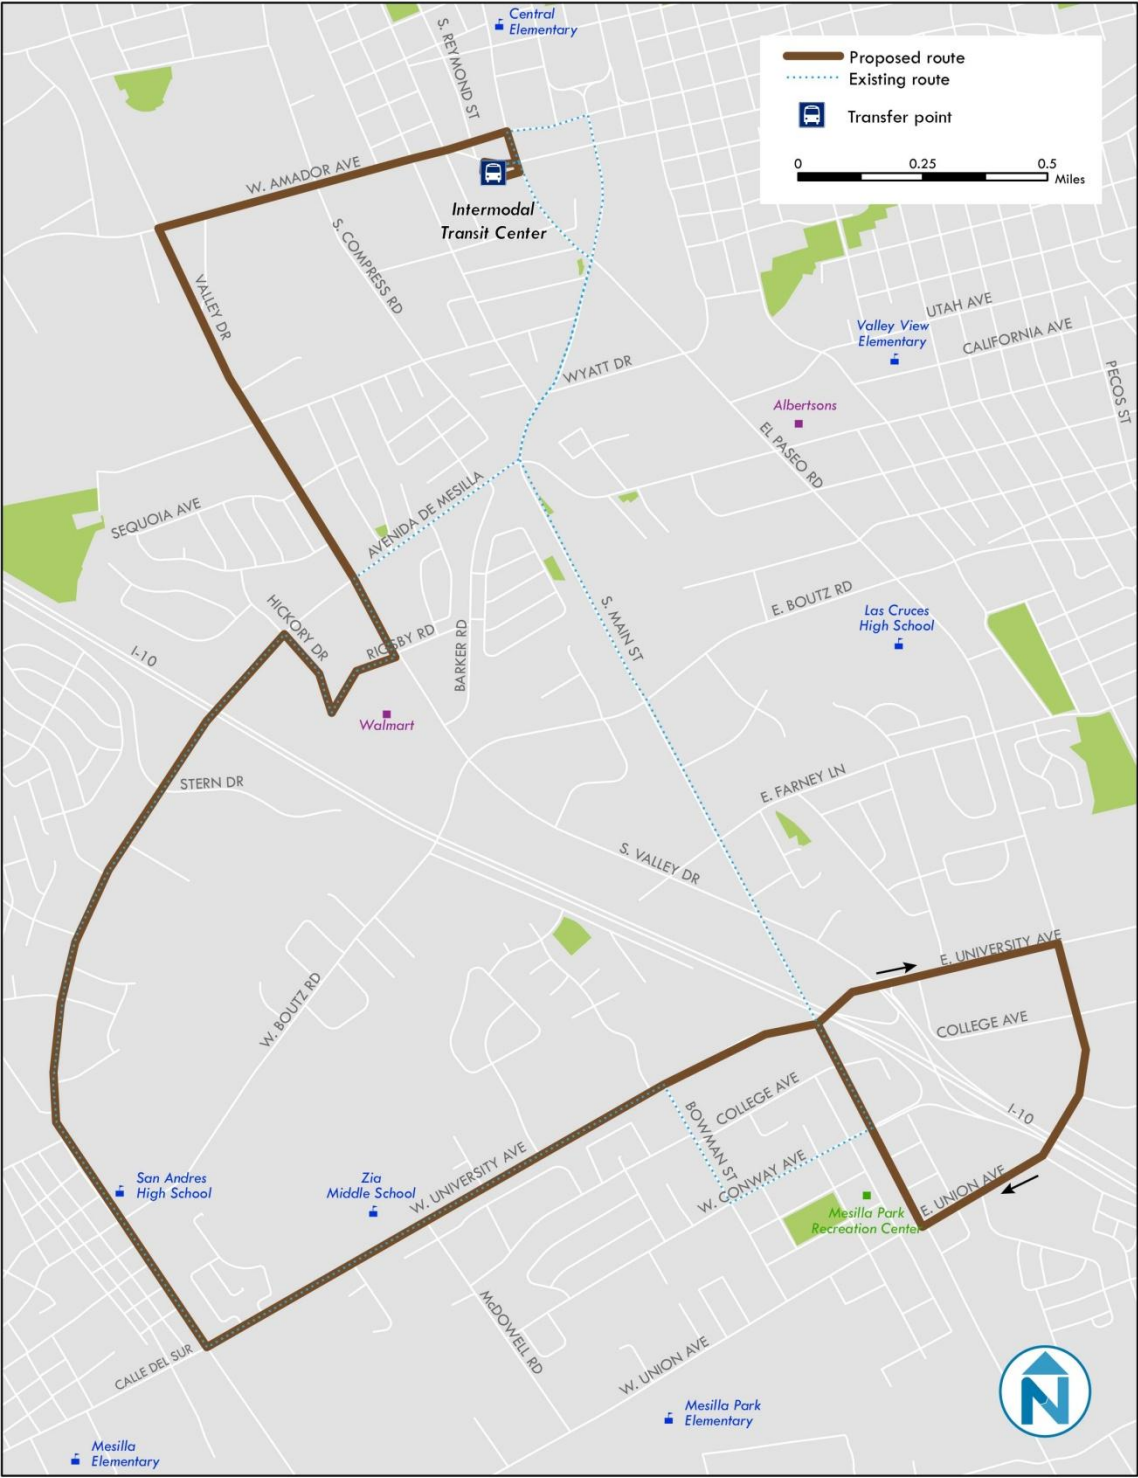 Central
Elementary
S. REYMOND ST
Proposed route
Existing route
Transfer point
0
0.25
0.5
Miles
W. AMADOR AVE
Intermodal
Transit Center
S. COMPRESS RD
VALLEY DR
UTAH AVE
Valley View
Elementary
CALIFORNIA AVE
WYATT DR
PECOS ST
Albertsons
EL PASEO RD
AVENIDA DE MESILLA
SEQUOIA AVE
E. BOUTZ RD
HICKORY DR
S. MAIN ST
Las Cruces
High School
RIGSBY RD
BARKER RD
I-10
Walmart
STERN DR
E. FARNEY LN
S. VALLEY DR
E. UNIVERSITY AVE
W. BOUTZ RD
COLLEGE AVE
COLLEGE AVE
I-10
BOWMAN ST
San Andres
High School
Zia
Middle School
W. UNIVERSITY AVE
W. CONWAY AVE
E. UNION AVE
Mesilla Park
Recreation Center
McDOWELL RD
CALLE DEL SUR
W. UNION AVE
Mesilla Park
Elementary
N
Mesilla
Elementary